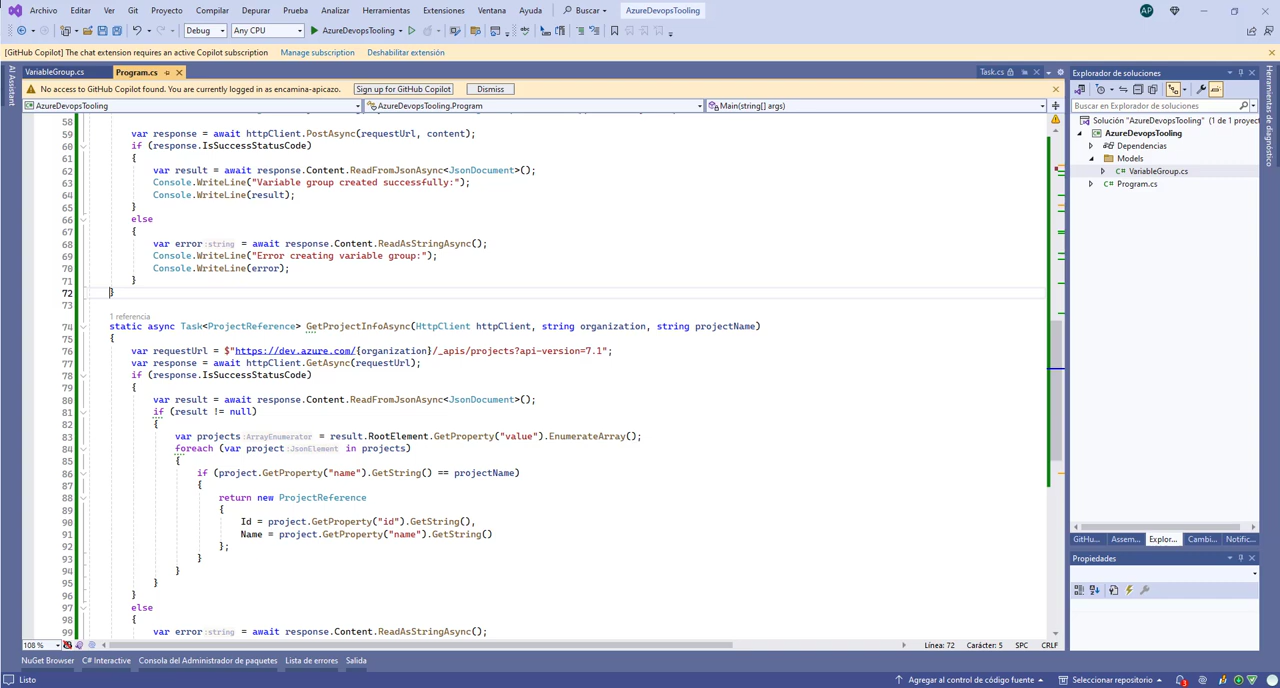 Archivo Editar Ver Git Proyecto Compilar Depurar Prueba Analizar Herramientas Extensiones Ventana Ayuda Buscar AzureDevopsTooling AP
Debug Any CPU AzureDevopsTooling
[GitHub Copilot] The chat extension requires an active Copilot subscription Manage subscription Deshabilitar extensión
AI Assistant
VariableGroup.cs Program.cs Task.cs
No access to GitHub Copilot found. You are currently logged in as encamina-apicazo. Sign up for GitHub Copilot Dismiss
AzureDevopsTooling AzureDevopsTooling.Program Main(string[] args)
58
59 var response = await httpClient.PostAsync(requestUrl, content);
60 if (response.IsSuccessStatusCode)
61 {
62 var result = await response.Content.ReadFromJsonAsync<JsonDocument>();
63 Console.WriteLine("Variable group created successfully:");
64 Console.WriteLine(result);
65 }
66 else
67 {
68 var error:string = await response.Content.ReadAsStringAsync();
69 Console.WriteLine("Error creating variable group:");
70 Console.WriteLine(error);
71 }
72 }
73
1 referencia
74 static async Task<ProjectReference> GetProjectInfoAsync(HttpClient httpClient, string organization, string projectName)
75 {
76 var requestUrl = $"https://dev.azure.com/{organization}/_apis/projects?api-version=7.1";
77 var response = await httpClient.GetAsync(requestUrl);
78 if (response.IsSuccessStatusCode)
79 {
80 var result = await response.Content.ReadFromJsonAsync<JsonDocument>();
81 if (result != null)
82 {
83 var projects:ArrayEnumerator = result.RootElement.GetProperty("value").EnumerateArray();
84 foreach (var project:JsonElement in projects)
85 {
86 if (project.GetProperty("name").GetString() == projectName)
87 {
88 return new ProjectReference
89 {
90 Id = project.GetProperty("id").GetString(),
91 Name = project.GetProperty("name").GetString()
92 };
93 }
94 }
95 }
96 }
97 else
98 {
99 var error:string = await response.Content.ReadAsStringAsync();
108 % Línea: 72 Carácter: 5 SPC CRLF
NuGet Browser C# Interactive Consola del Administrador de paquetes Lista de errores Salida
Listo Agregar al control de código fuente Seleccionar repositorio
Explorador de soluciones
Buscar en Explorador de soluciones
Solución "AzureDevopsTooling" (1 de 1 proyec
AzureDevopsTooling
Dependencias
Models
C# VariableGroup.cs
C# Program.cs
GitHu... Assem... Explor... Cambi... Notific...
Propiedades
Herramientas de diagnóstico